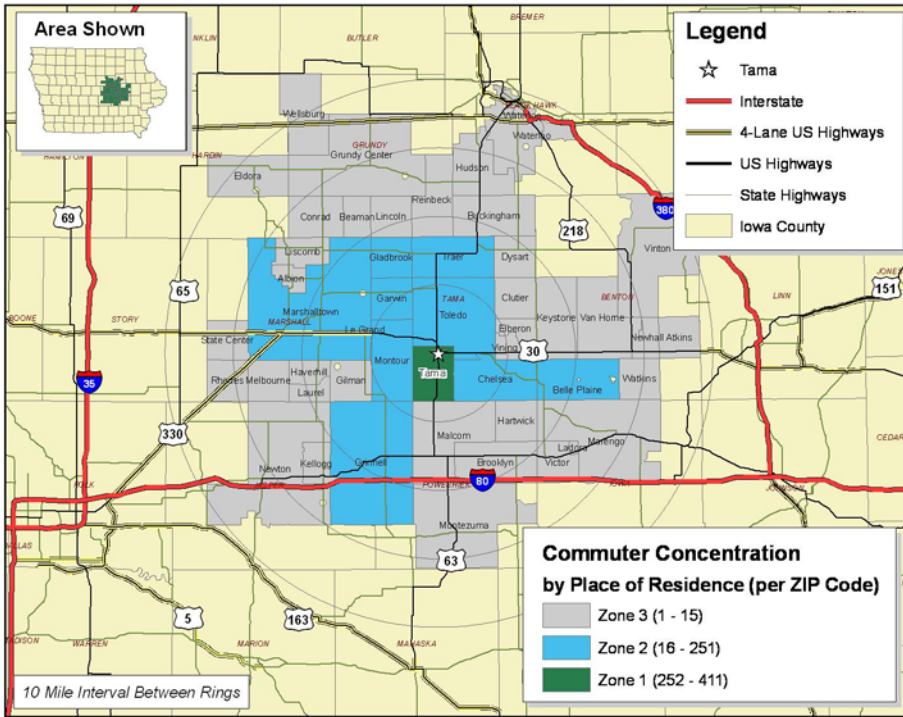 Area Shown
NKLIN
BUTLER
BREMER
Legend
Tama
Interstate
4-Lane US Highways
US Highways
State Highways
Iowa County
Wellsburg
Waterloo
Waterloo
GRUNDY
HARDIN
HAMILTON
Grundy Center
Hudson
Eldora
Reinbeck
69
Conrad
Beaman
Lincoln
Buckingham
380
218
Vinton
Liscomb
Gladbrook
Traer
Dysart
Albion
65
Garwin
TAMA
Clutier
BENTON
JONES
151
LINN
Marshalltown
Toledo
Keystone
Van Horne
BOONE
STORY
MARSHALL
Le Grand
Elberon
Newhall
Atkins
State Center
Vining
30
Montour
Tama
Chelsea
Belle Plaine
Watkins
35
Rhodes
Melbourne
Haverhill
Laurel
Gilman
Hartwick
330
Malcom
Ladora
Marengo
CEDAR
Newton
Kellogg
Grinnell
Brooklyn
Victor
POLK
80
POWESHIEK
IOWA
JOHNSON
Montezuma
63
5
163
WARREN
MARION
MAHASKA
Commuter Concentration
by Place of Residence (per ZIP Code)
Zone 3 (1 - 15)
Zone 2 (16 - 251)
Zone 1 (252 - 411)
10 Mile Interval Between Rings